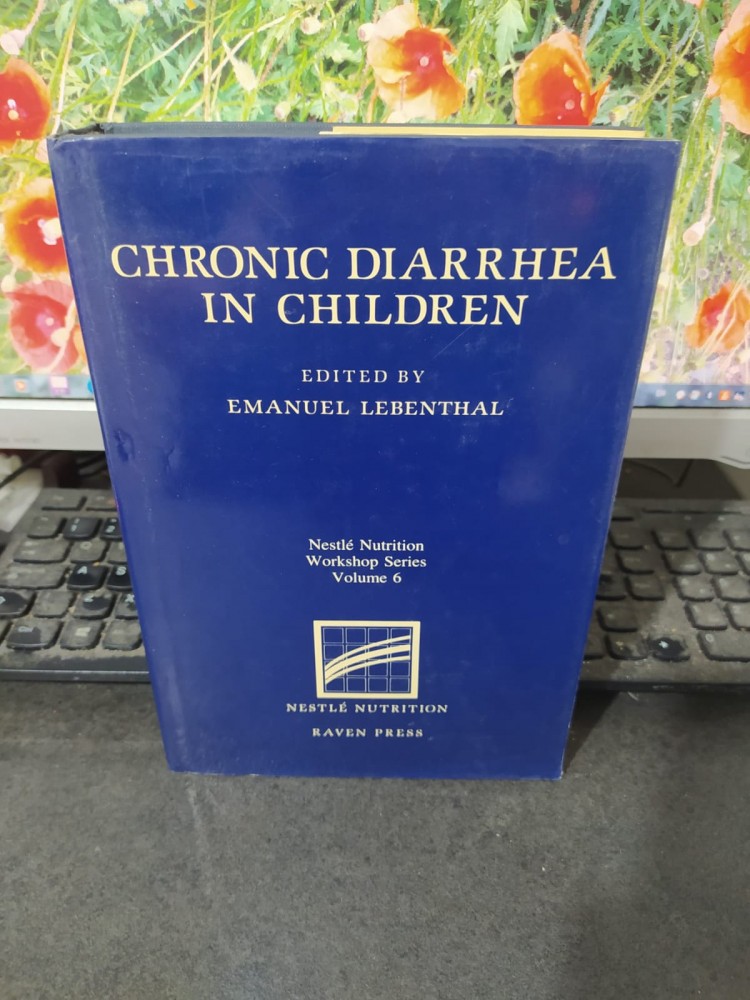 CHRONIC DIARRHEA
IN CHILDREN
EDITED BY
EMANUEL LEBENTHAL
Nestlé Nutrition
Workshop Series
Volume 6
NESTLÉ NUTRITION
RAVEN PRESS